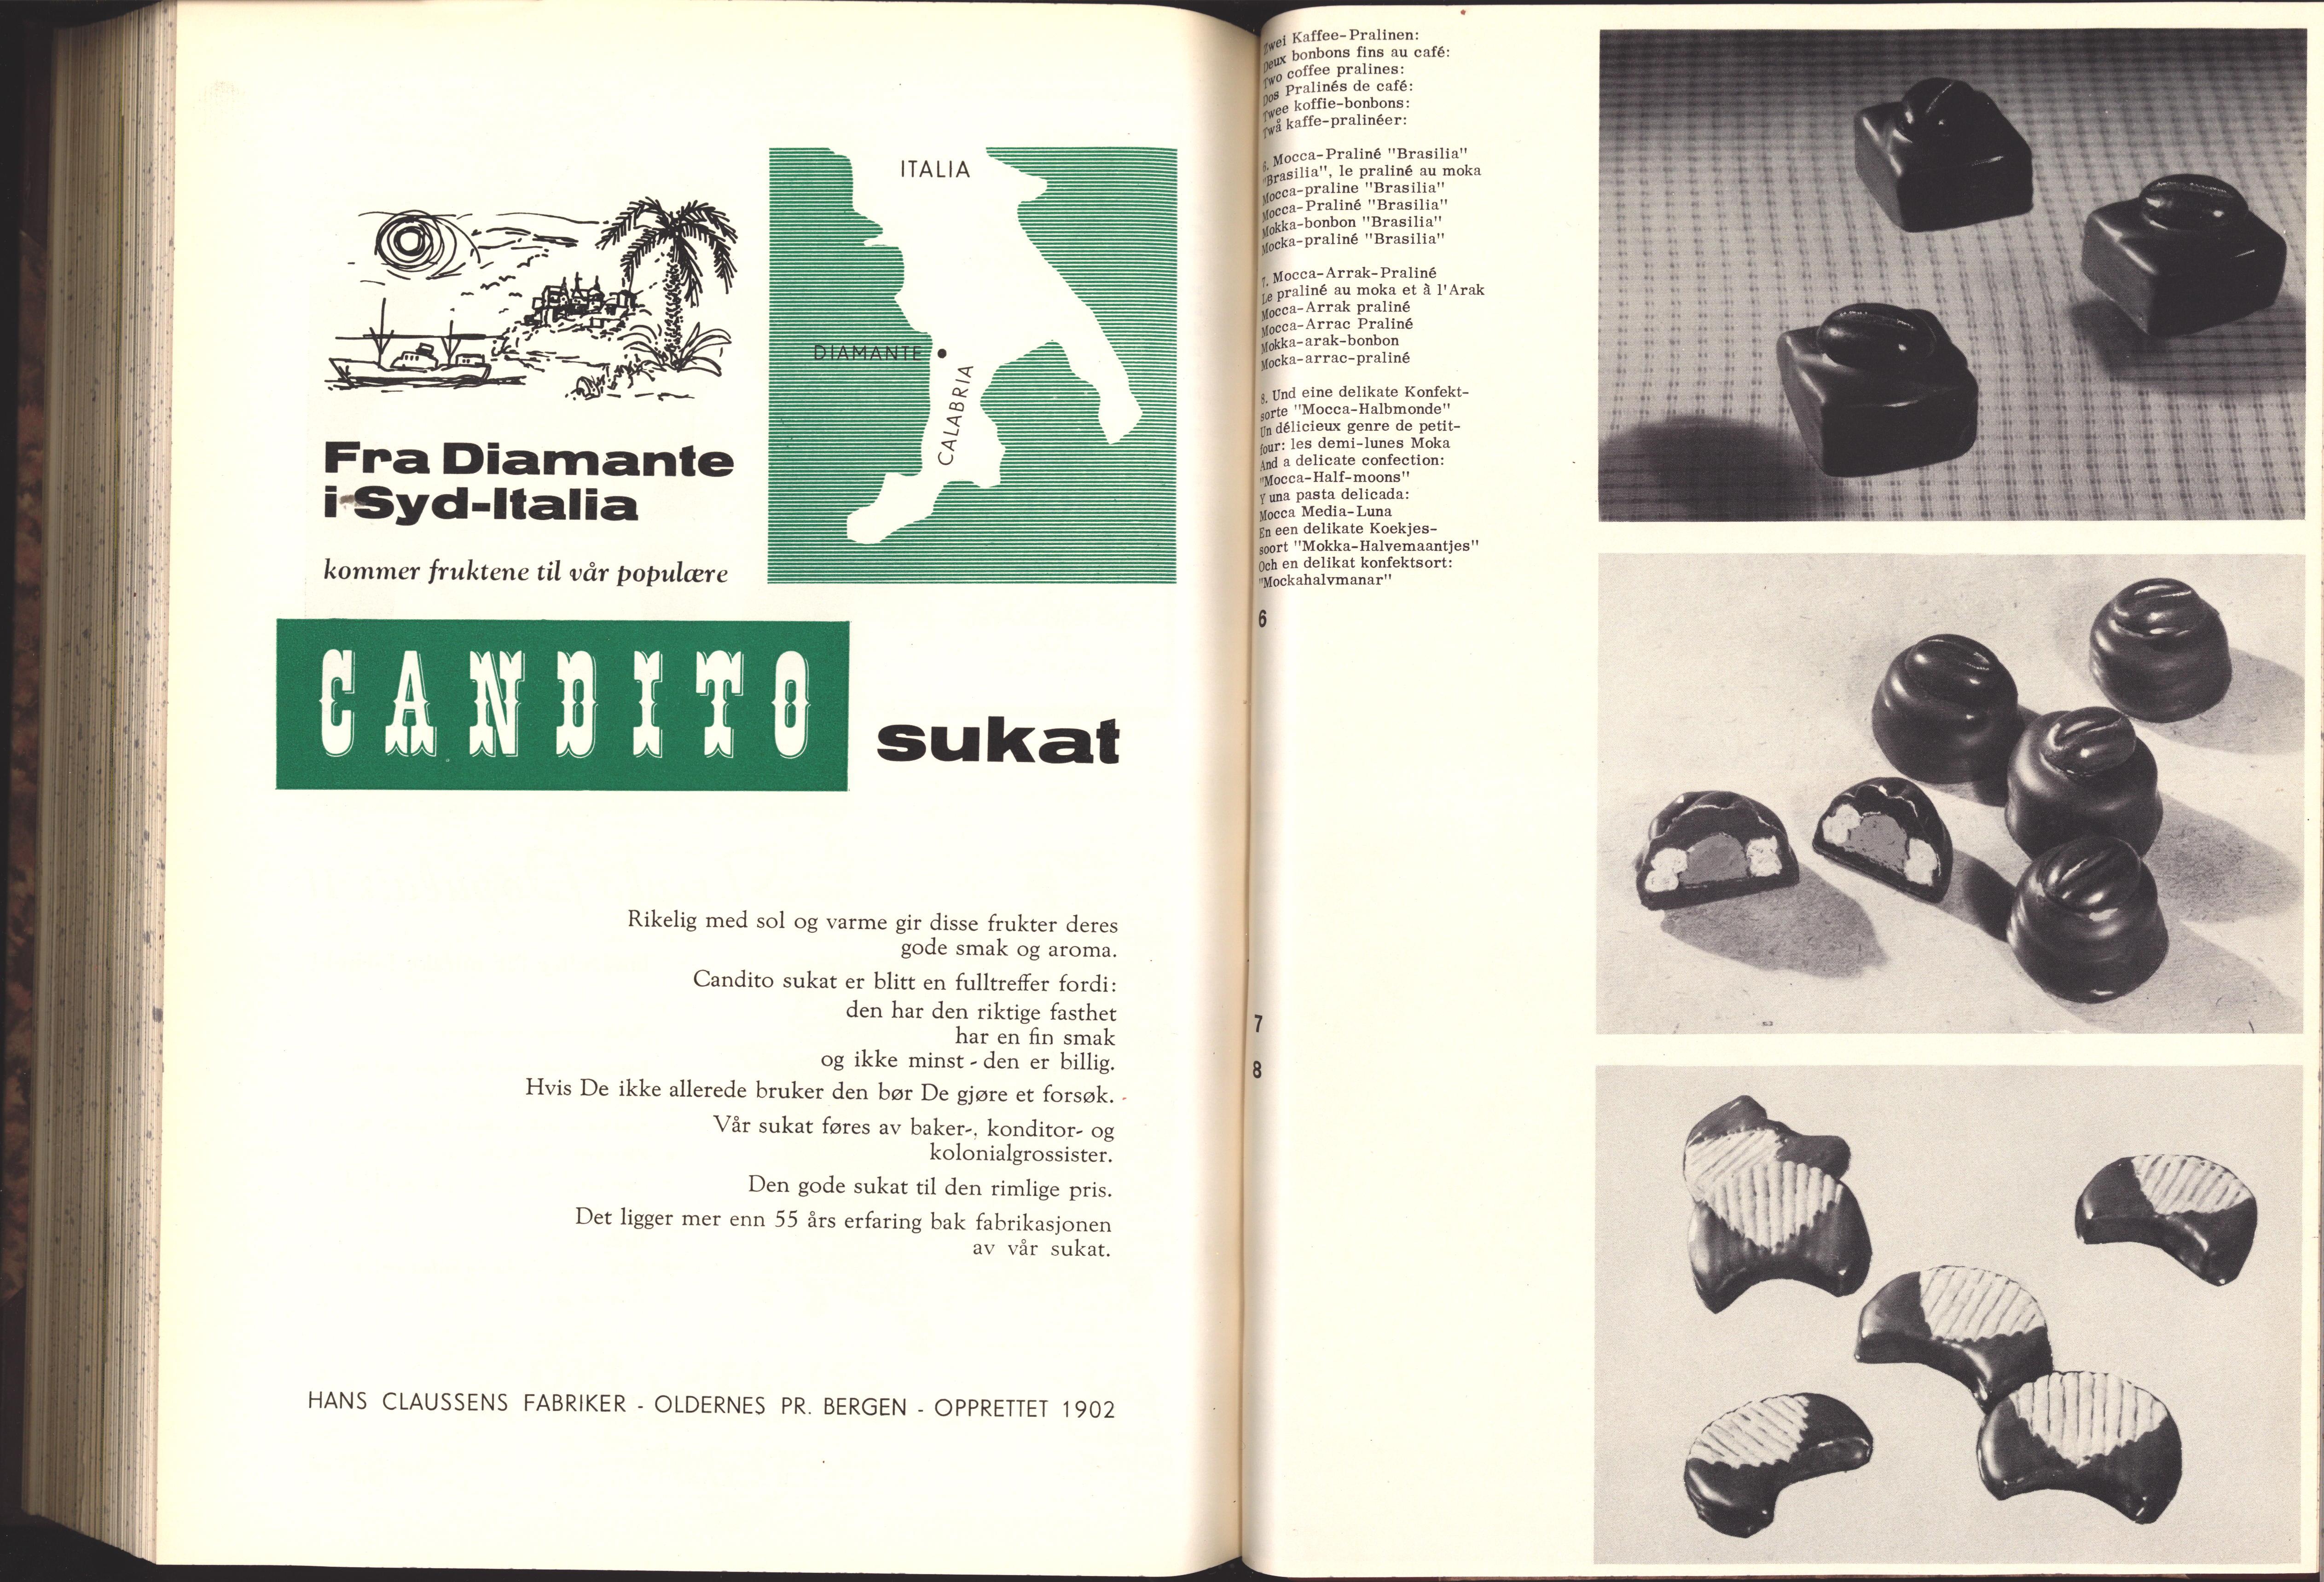 ITALIA
DIAMANTE
CALABRIA
Fra Diamante
i Syd-Italia
kommer fruktene til vår populære
CANDITO
sukat
Rikelig med sol og varme gir disse frukter deres
gode smak og aroma.
Candito sukat er blitt en fulltreffer fordi:
den har den riktige fasthet
har en fin smak
og ikke minst - den er billig.
Hvis De ikke allerede bruker den bør De gjøre et forsøk.
Vår sukat føres av baker-, konditor- og
kolonialgrossister.
Den gode sukat til den rimlige pris.
Det ligger mer enn 55 års erfaring bak fabrikasjonen
av vår sukat.
HANS CLAUSSENS FABRIKER - OLDERNES PR. BERGEN - OPPRETTET 1902
Zwei Kaffee-Pralinen:
Deux bonbons fins au café:
Two coffee pralines:
Dos Pralinés de café:
Twee koffie-bonbons:
Twå kaffe-pralinéer:
6. Mocca-Praliné "Brasilia"
"Brasilia", le praliné au moka
Mocca-praline "Brasilia"
Mocca-Praliné "Brasilia"
Mokka-bonbon "Brasilia"
Mocka-praliné "Brasilia"
7. Mocca-Arrak-Praliné
Le praliné au moka et à l'Arak
Mocca-Arrak praliné
Mocca-Arrac Praliné
Mokka-arak-bonbon
Mocka-arrac-praliné
8. Und eine delikate Konfekt-
sorte "Mocca-Halbmonde"
Un délicieux genre de petit-
four: les demi-lunes Moka
And a delicate confection:
"Mocca-Half-moons"
Y una pasta delicada:
Mocca Media-Luna
En een delikate Koekjes-
soort "Mokka-Halvemaantjes"
Och en delikat konfektsort:
"Mockahalvmanar"
6
7
8